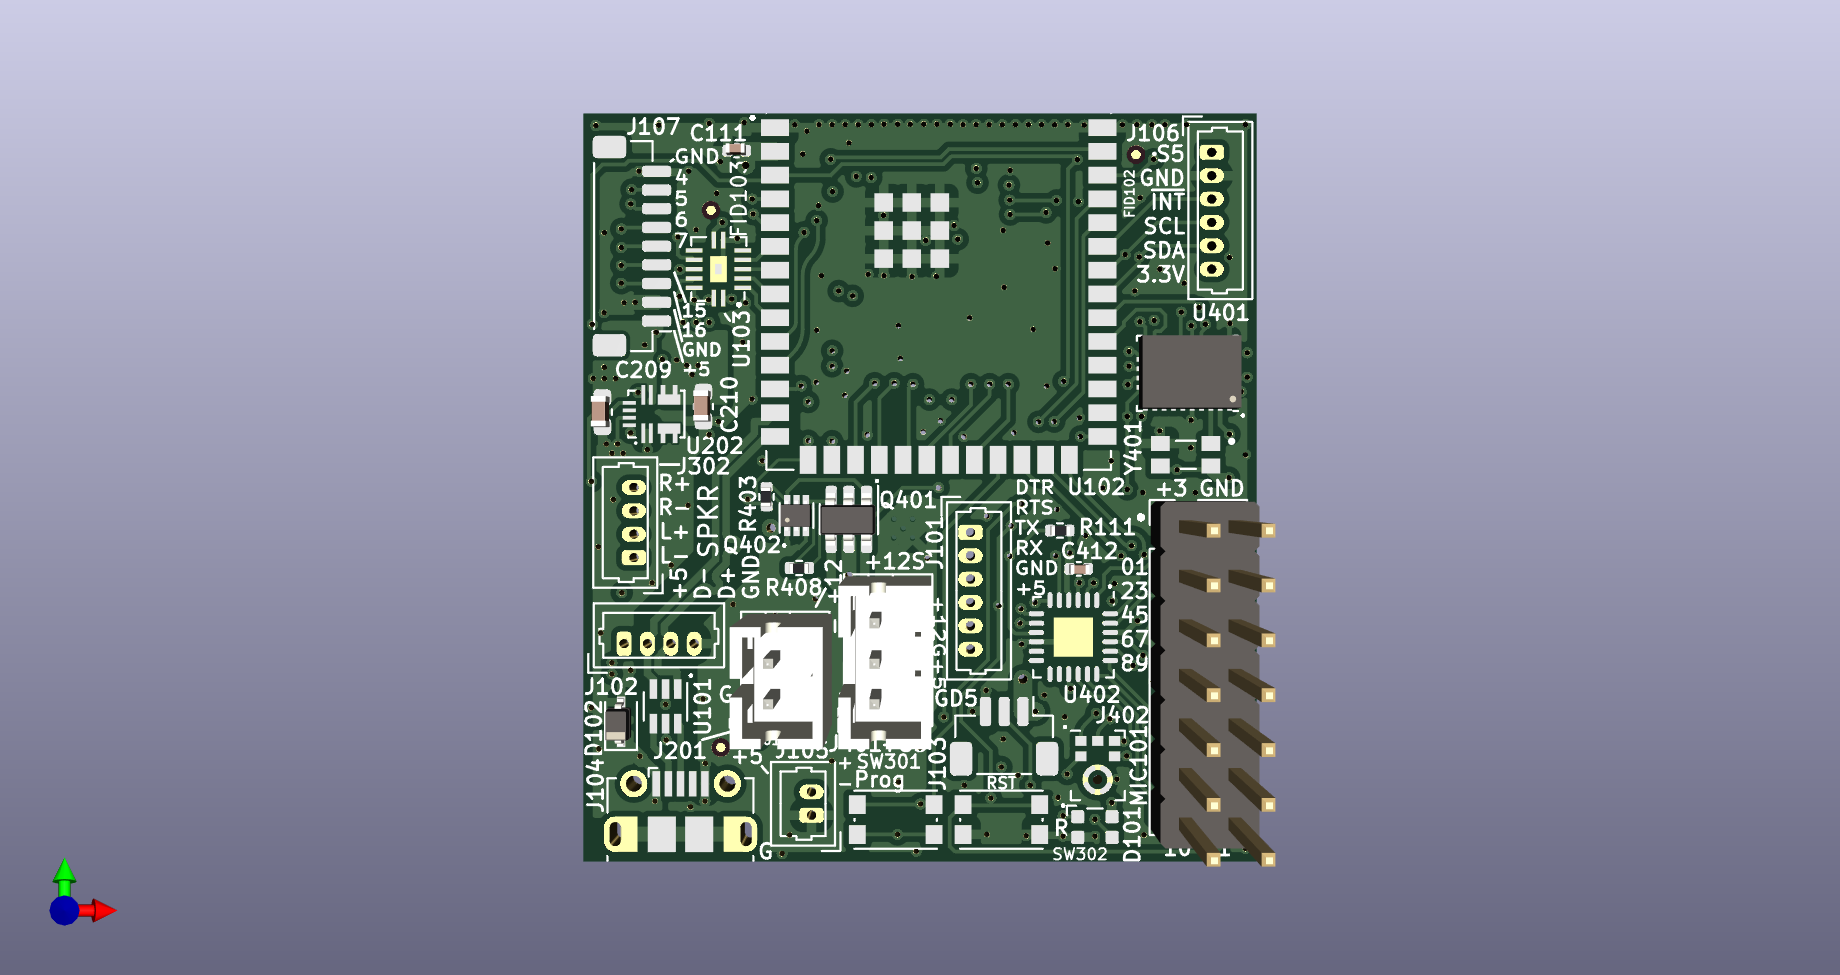 J107
C111
GND
4
5
6
7
FID103
15
16
GND
+5
U103
C209
C210
U202
J302
R+
R-
L+
L-
SPKR
+5
D-
D+
GND
J102
D102
U101
J201
J104
G
+5
J105
G
R403
Q402
Q401
R408
+12
+12S
+12G+5
GD5
J101
DTR
RTS
TX
RX
GND
+5
U102
R111
C412
U402
J402
J103
+
-
SW301
Prog
RST
MIC101
R
D101
SW302
J106
FID102
S5
GND
INT
SCL
SDA
3.3V
U401
Y401
+3 GND
01
23
45
67
89